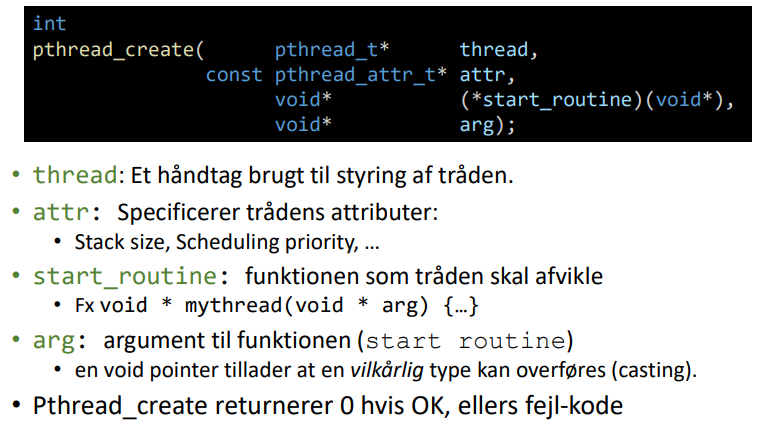 int
pthread_create( pthread_t* thread,
const pthread_attr_t* attr,
void* (*start_routine)(void*),
void* arg);
• thread: Et håndtag brugt til styring af tråden.
• attr: Specificerer trådens attributer:
• Stack size, Scheduling priority, …
• start_routine: funktionen som tråden skal afvikle
• Fx void * mythread(void * arg) {…}
• arg: argument til funktionen (start routine)
• en void pointer tillader at en vilkårlig type kan overføres (casting).
• Pthread_create returnerer 0 hvis OK, ellers fejl-kode